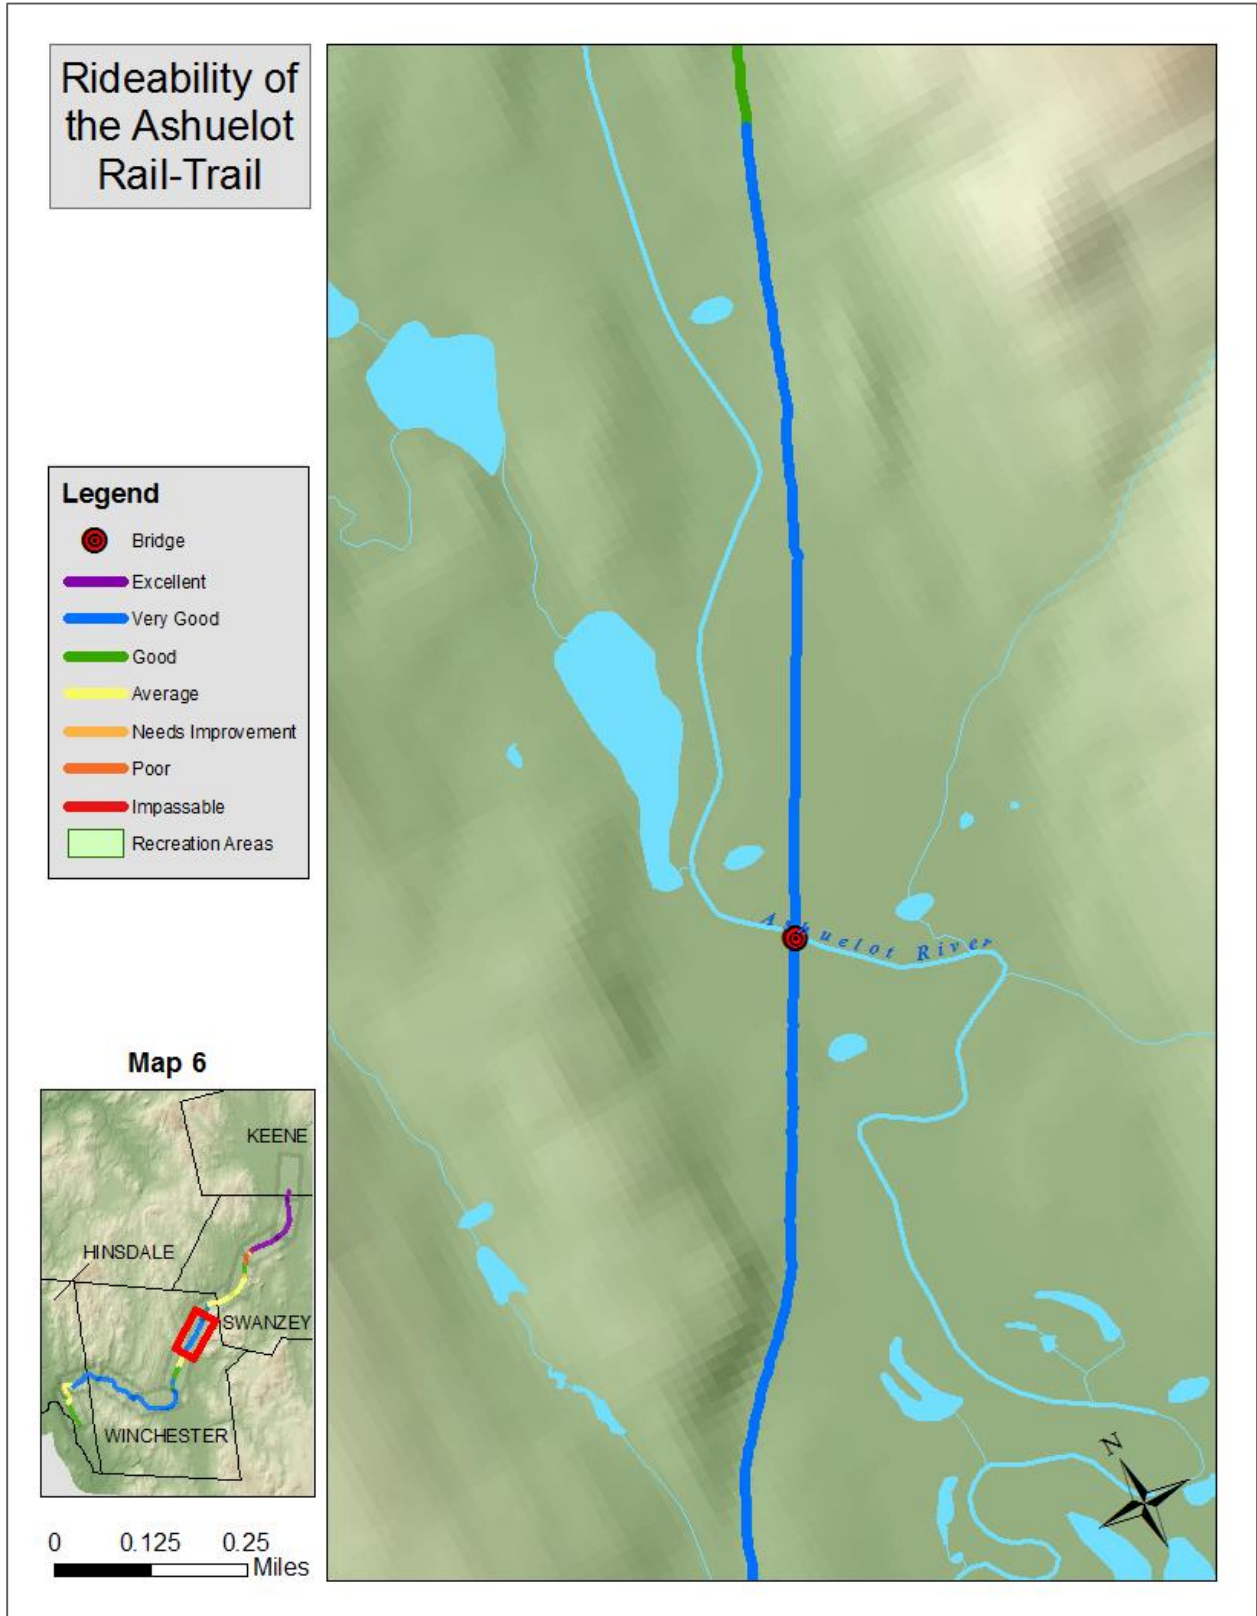 Rideability of
the Ashuelot
Rail-Trail
Legend
Bridge
Excellent
Very Good
Good
Average
Needs Improvement
Poor
Impassable
Recreation Areas
Ashuelot River
Map 6
KEENE
HINSDALE
SWANZEY
WINCHESTER
0 0.125 0.25
Miles
N